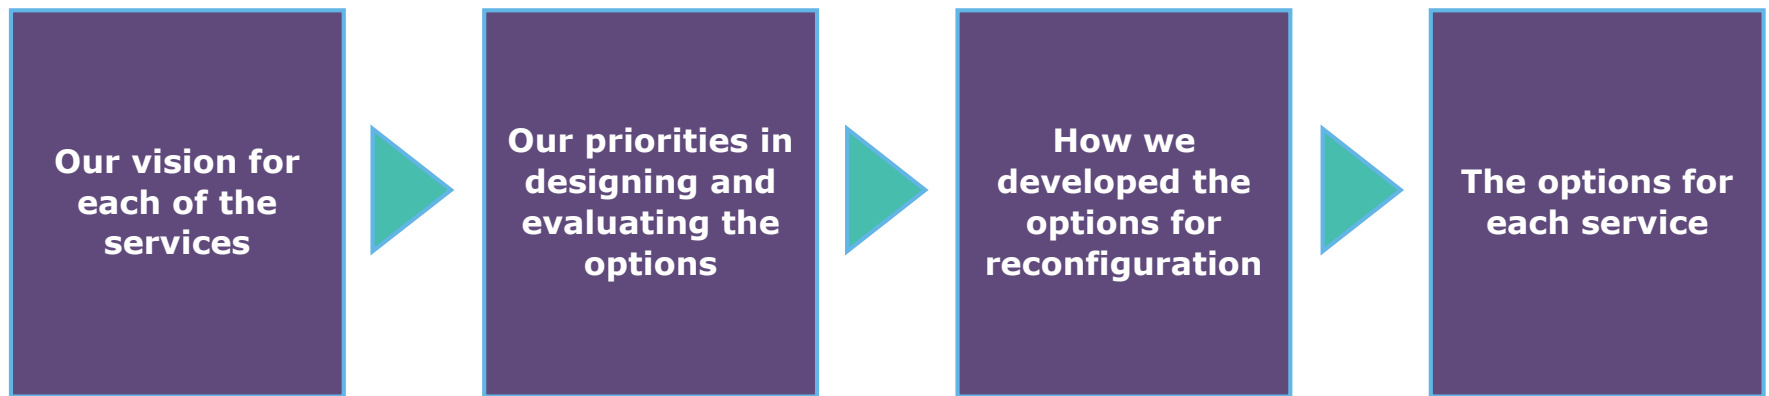 Our vision for
each of the
services
Our priorities in
designing and
evaluating the
options
How we
developed the
options for
reconfiguration
The options for
each service